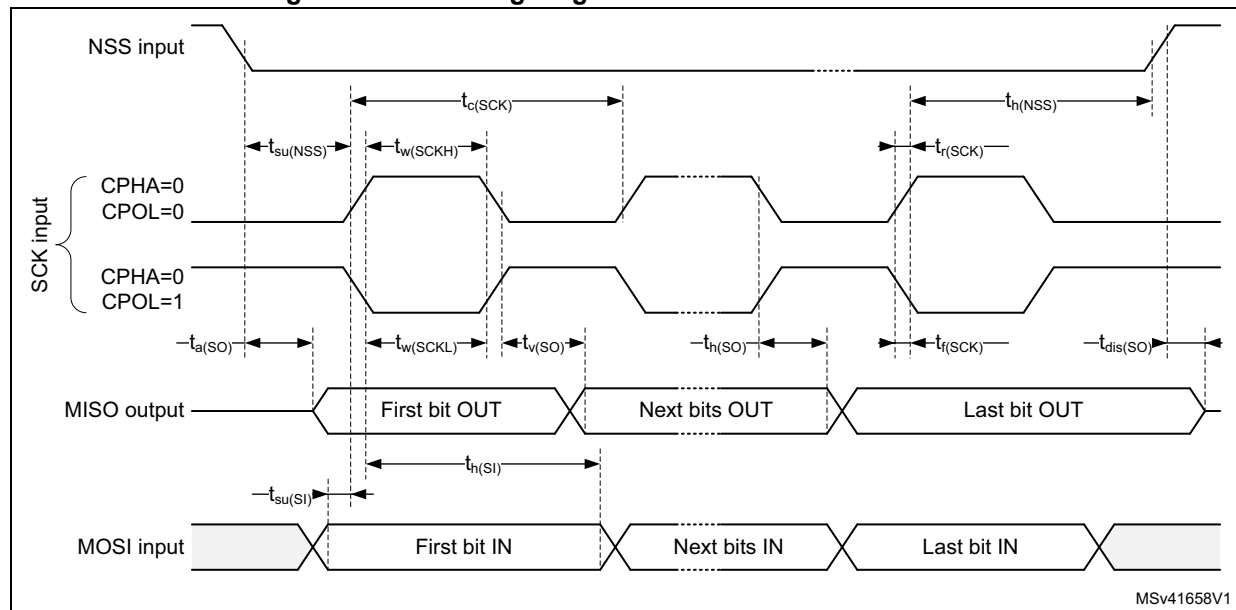 NSS input
tc(SCK)
th(NSS)
tsu(NSS)
tw(SCKH)
tr(SCK)
SCK input
CPHA=0
CPOL=0
CPHA=0
CPOL=1
ta(SO)
tw(SCKL)
tv(SO)
th(SO)
tf(SCK)
tdis(SO)
MISO output
First bit OUT
Next bits OUT
Last bit OUT
th(SI)
tsu(SI)
MOSI input
First bit IN
Next bits IN
Last bit IN
MSv41658V1